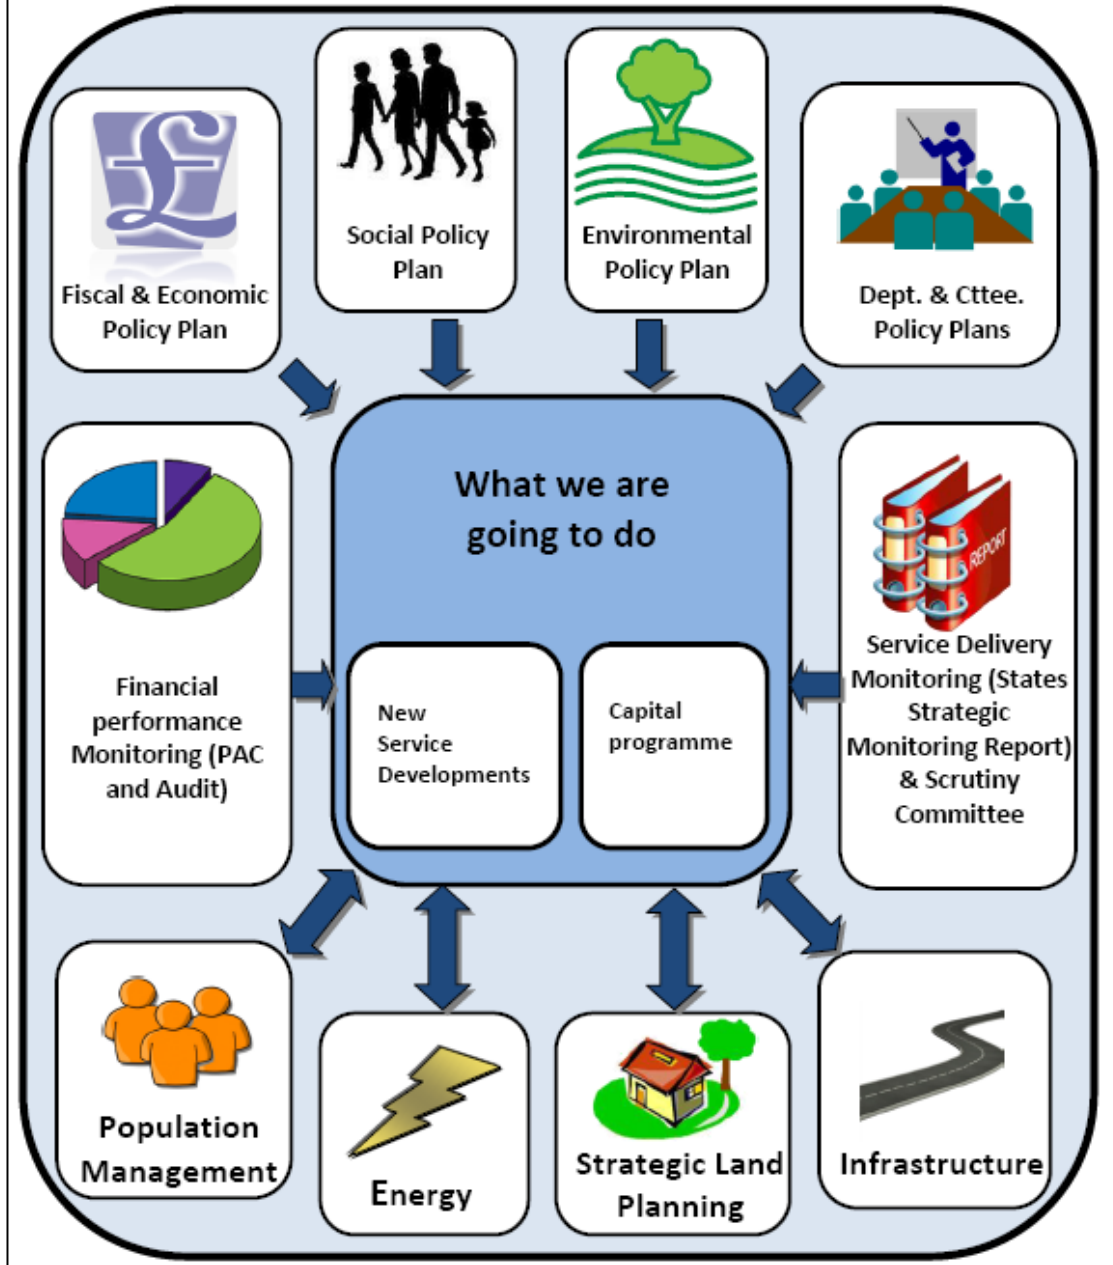 Social Policy
Plan
Environmental
Policy Plan
Fiscal & Economic
Policy Plan
Dept. & Cttee.
Policy Plans
What we are
going to do
REPORT
Financial
performance
Monitoring (PAC
and Audit)
New
Service
Developments
Capital
programme
Service Delivery
Monitoring (States
Strategic
Monitoring Report)
& Scrutiny
Committee
Population
Management
Energy
Strategic Land
Planning
Infrastructure